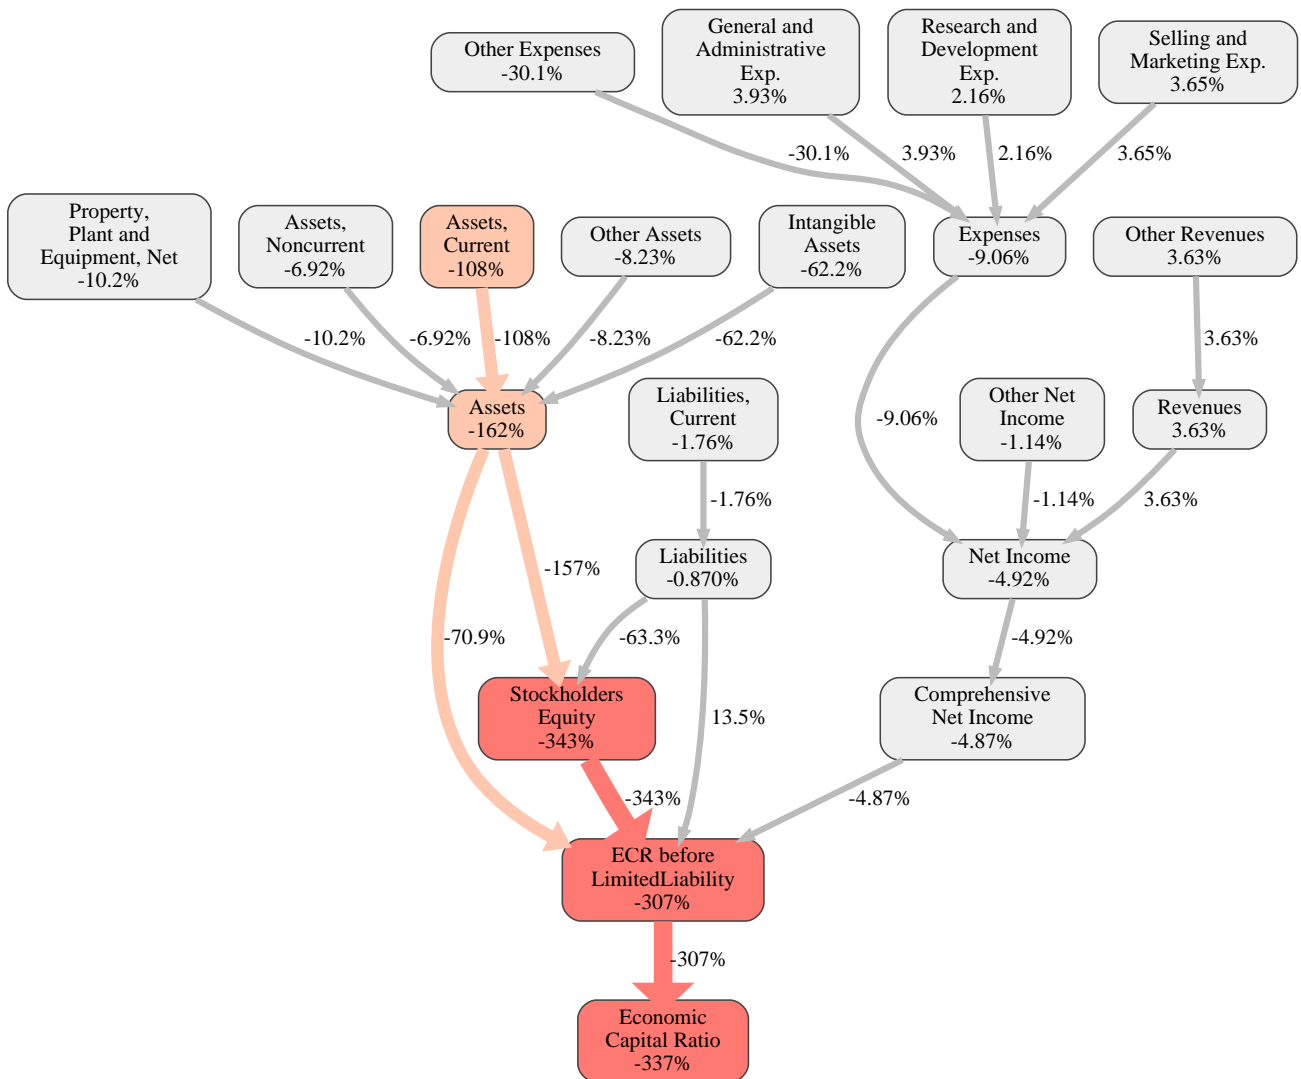 Other Expenses
-30.1%
General and
Administrative
Exp.
3.93%
Research and
Development
Exp.
2.16%
Selling and
Marketing Exp.
3.65%
-30.1%
3.93%
2.16%
3.65%
Property,
Plant and
Equipment, Net
-10.2%
Assets,
Noncurrent
-6.92%
Assets,
Current
-108%
Other Assets
-8.23%
Intangible
Assets
-62.2%
Expenses
-9.06%
Other Revenues
3.63%
-10.2%
-6.92%
-108%
-8.23%
-62.2%
3.63%
Assets
-162%
Liabilities,
Current
-1.76%
-9.06%
Other Net
Income
-1.14%
Revenues
3.63%
-1.76%
-1.14%
3.63%
-157%
Liabilities
-0.870%
Net Income
-4.92%
-70.9%
-63.3%
-4.92%
Stockholders
Equity
-343%
13.5%
Comprehensive
Net Income
-4.87%
-343%
-4.87%
ECR before
LimitedLiability
-307%
-307%
Economic
Capital Ratio
-337%